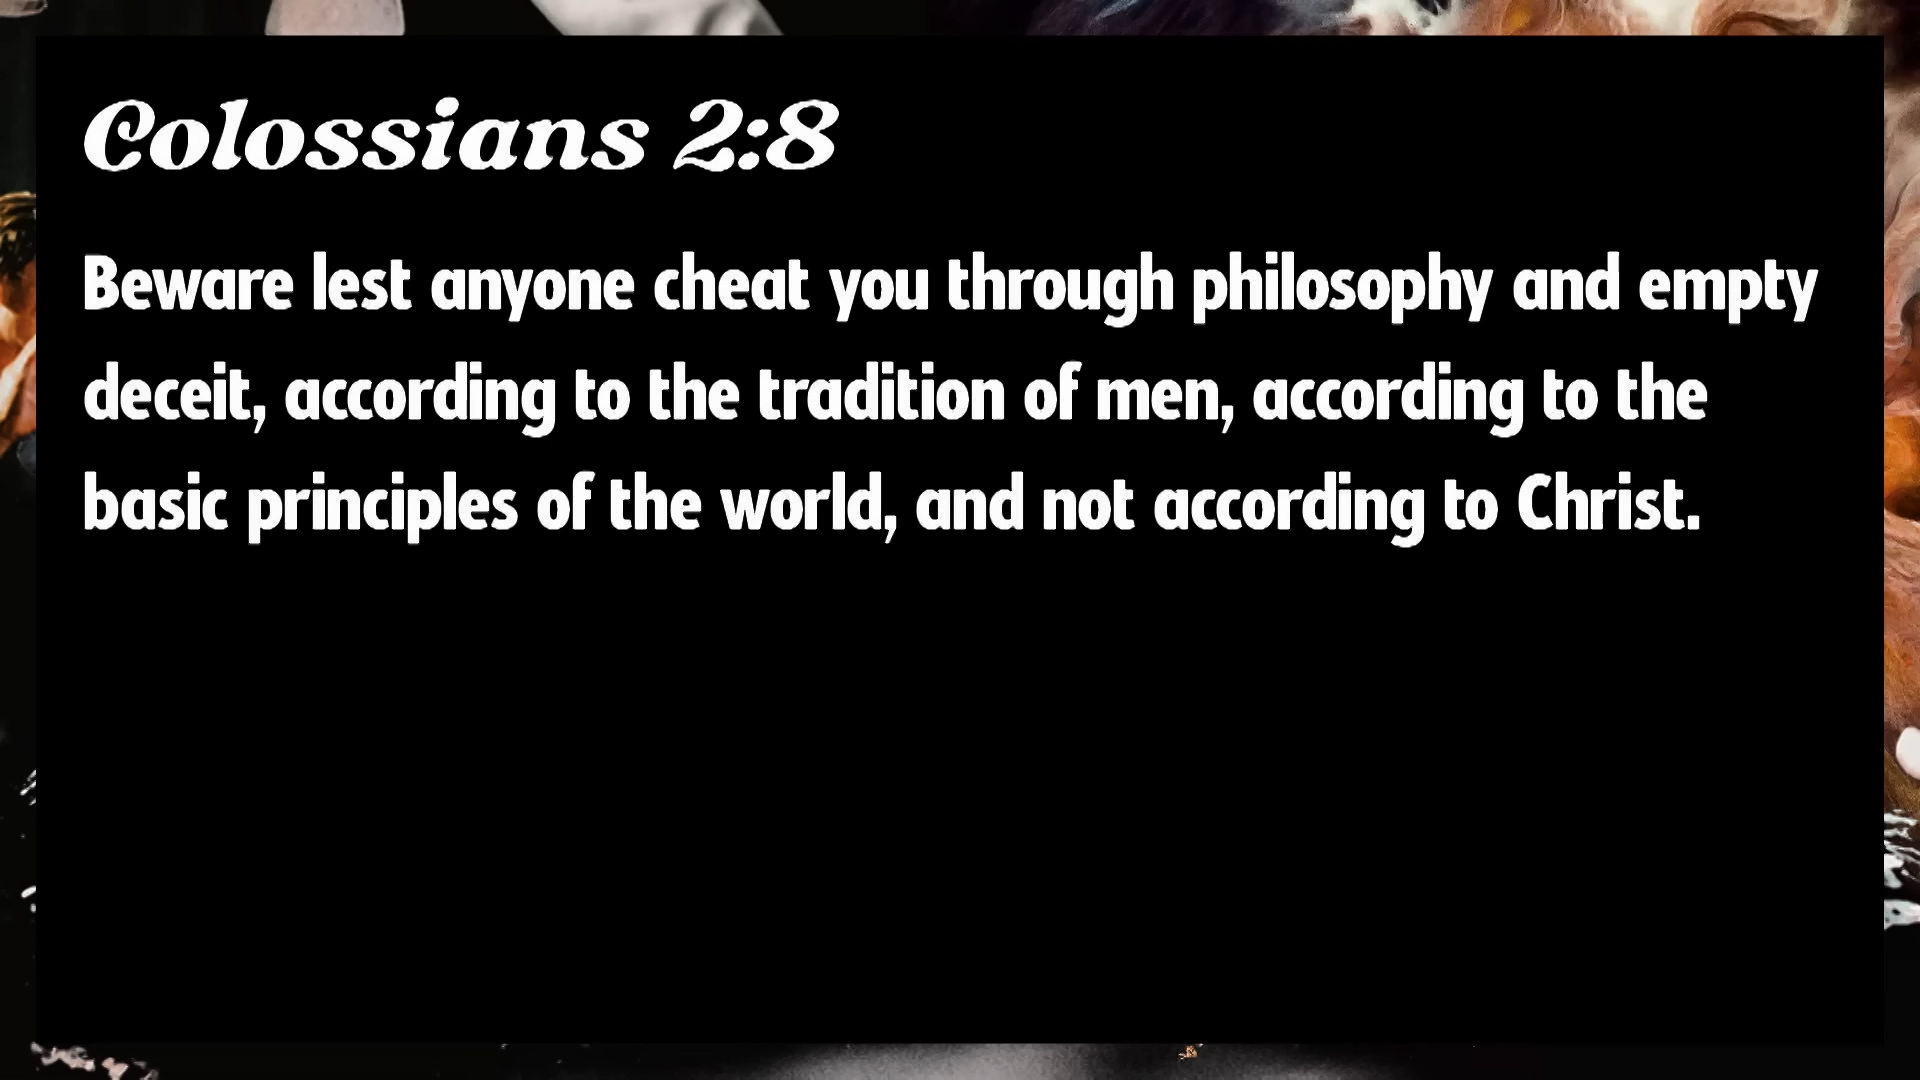 Colossians 2:8
Beware lest anyone cheat you through philosophy and empty
deceit, according to the tradition of men, according to the
basic principles of the world, and not according to Christ.